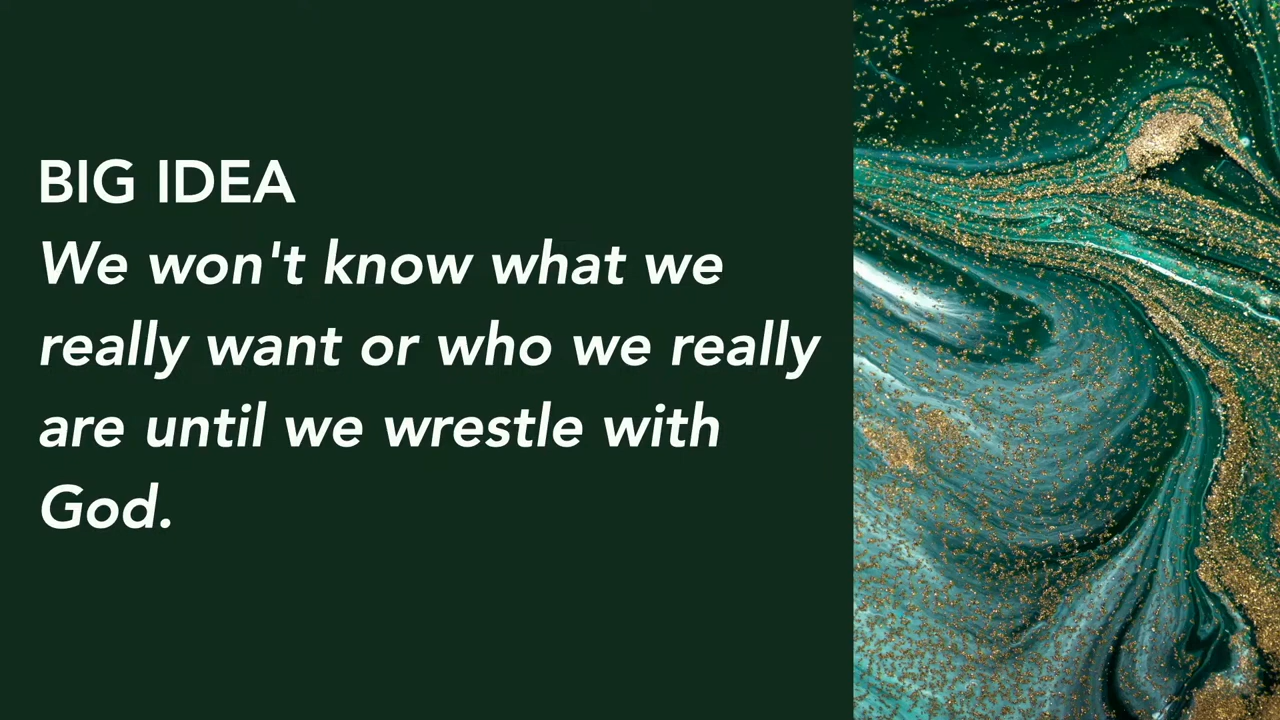 BIG IDEA
We won't know what we
really want or who we really
are until we wrestle with
God.